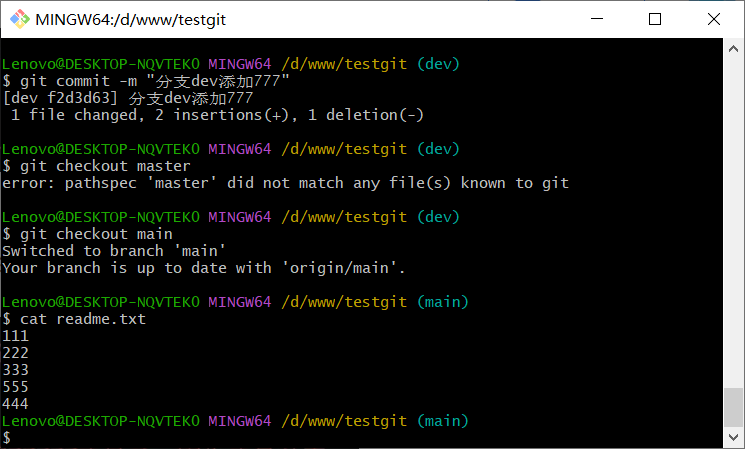 MINGW64:/d/www/testgit
Lenovo@DESKTOP-NQVTEKO MINGW64 /d/www/testgit (dev)
$ git commit -m "分支dev添加777"
[dev f2d3d63] 分支dev添加777
 1 file changed, 2 insertions(+), 1 deletion(-)
Lenovo@DESKTOP-NQVTEKO MINGW64 /d/www/testgit (dev)
$ git checkout master
error: pathspec 'master' did not match any file(s) known to git
Lenovo@DESKTOP-NQVTEKO MINGW64 /d/www/testgit (dev)
$ git checkout main
Switched to branch 'main'
Your branch is up to date with 'origin/main'.
Lenovo@DESKTOP-NQVTEKO MINGW64 /d/www/testgit (main)
$ cat readme.txt
111
222
333
555
444
Lenovo@DESKTOP-NQVTEKO MINGW64 /d/www/testgit (main)
$